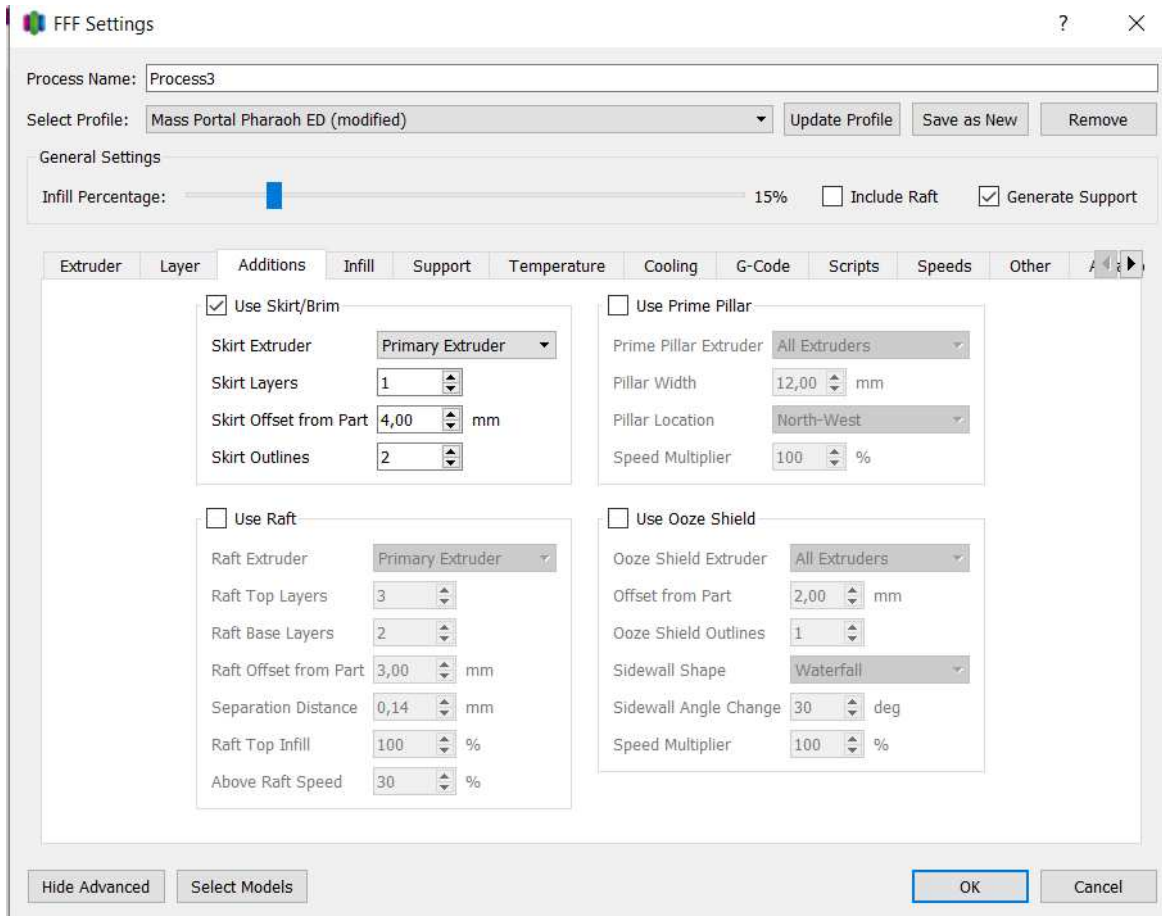 FFF Settings
Process Name: Process3
Select Profile: Mass Portal Pharaoh ED (modified) Update Profile Save as New Remove
General Settings
Infill Percentage: 15% Include Raft Generate Support
Extruder Layer Additions Infill Support Temperature Cooling G-Code Scripts Speeds Other
Use Skirt/Brim
Skirt Extruder Primary Extruder
Skirt Layers 1
Skirt Offset from Part 4,00 mm
Skirt Outlines 2
Use Prime Pillar
Prime Pillar Extruder All Extruders
Pillar Width 12,00 mm
Pillar Location North-West
Speed Multiplier 100 %
Use Raft
Raft Extruder Primary Extruder
Raft Top Layers 3
Raft Base Layers 2
Raft Offset from Part 3,00 mm
Separation Distance 0,14 mm
Raft Top Infill 100 %
Above Raft Speed 30 %
Use Ooze Shield
Ooze Shield Extruder All Extruders
Offset from Part 2,00 mm
Ooze Shield Outlines 1
Sidewall Shape Waterfall
Sidewall Angle Change 30 deg
Speed Multiplier 100 %
Hide Advanced Select Models OK Cancel